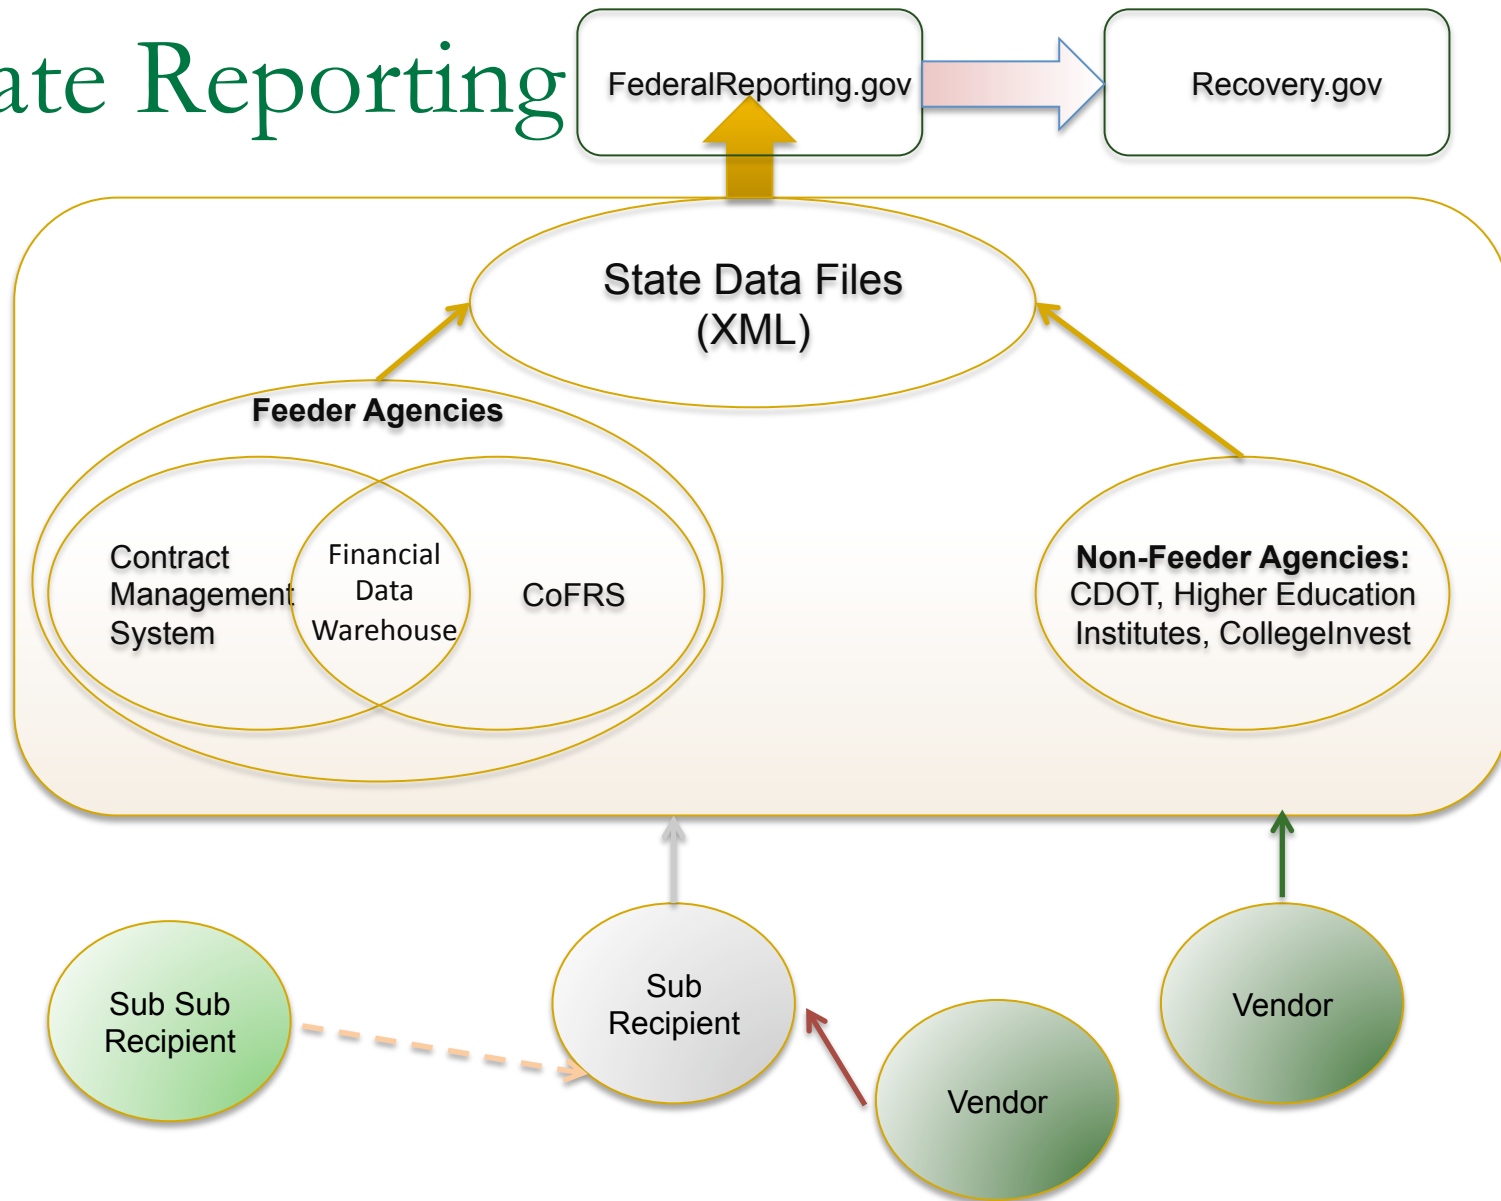 ate Reporting
FederalReporting.gov
Recovery.gov
State Data Files
(XML)
Feeder Agencies
Contract
Management
System
Financial
Data
Warehouse
CoFRS
Non-Feeder Agencies:
CDOT, Higher Education
Institutes, CollegeInvest
Sub Sub
Recipient
Sub
Recipient
Vendor
Vendor